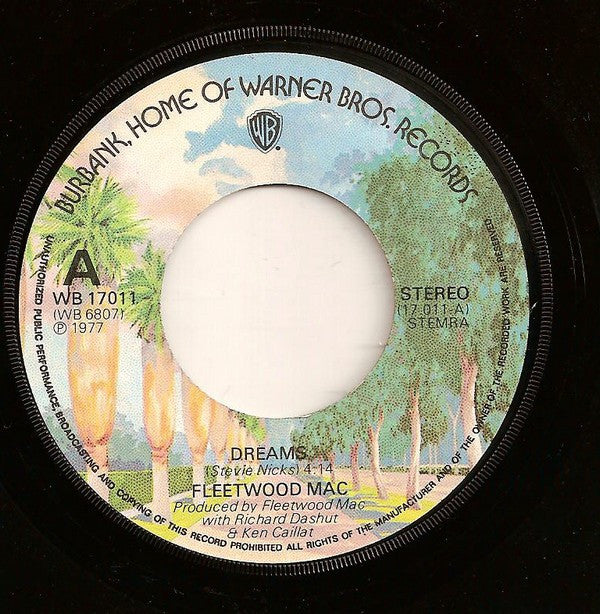 BURBANK, HOME OF WARNER BROS. RECORDS
WB
A
WB 17011
(WB 6807)
℗ 1977
STEREO
(17.011-A)
STEMRA
DREAMS
(Stevie Nicks) 4:14
FLEETWOOD MAC
Produced by Fleetwood Mac
with Richard Dashut
& Ken Caillat
UNAUTHORIZED PUBLIC PERFORMANCE, BROADCASTING AND COPYING OF THIS RECORD PROHIBITED ALL RIGHTS OF THE MANUFACTURER AND OF THE OWNER OF THE RECORDED WORK ARE RESERVED